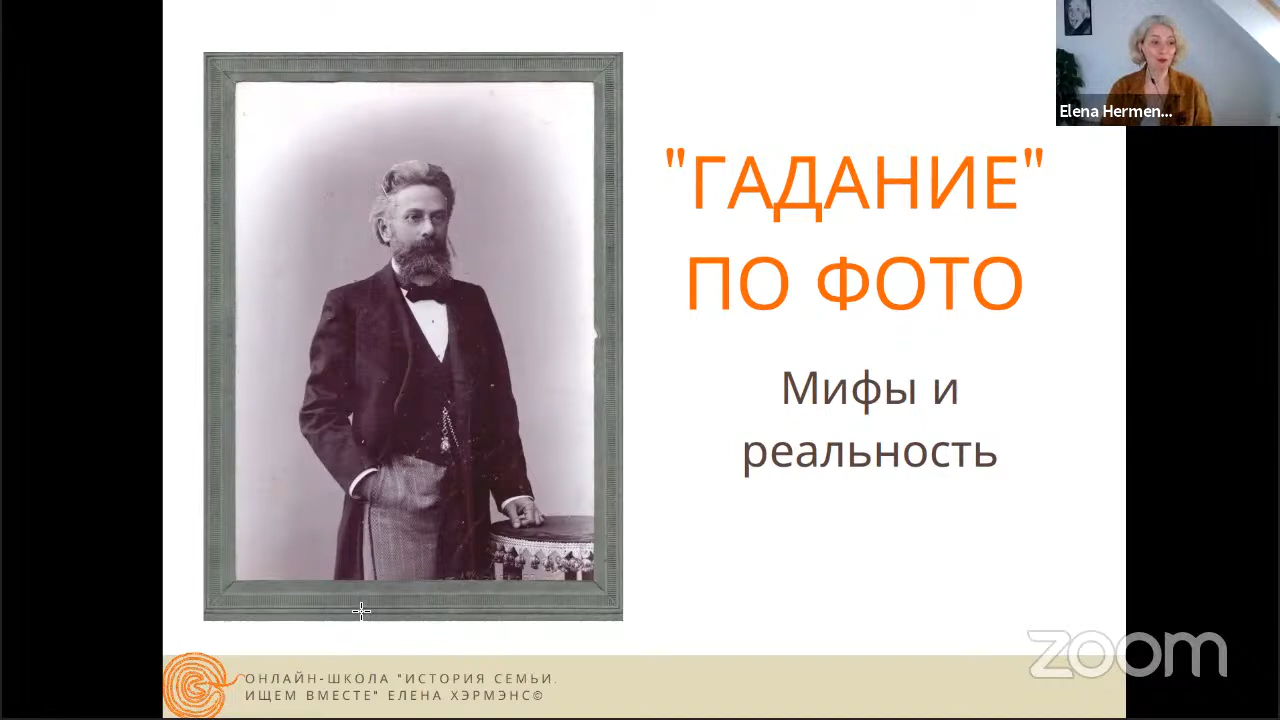 Elena Hermen...
"ГАДАНИЕ"
ПО ФОТО
Мифы и
реальность
zoom
ОНЛАЙН-ШКОЛА "ИСТОРИЯ СЕМЬИ.
ИЩЕМ ВМЕСТЕ" ЕЛЕНА ХЭРМЭНС©